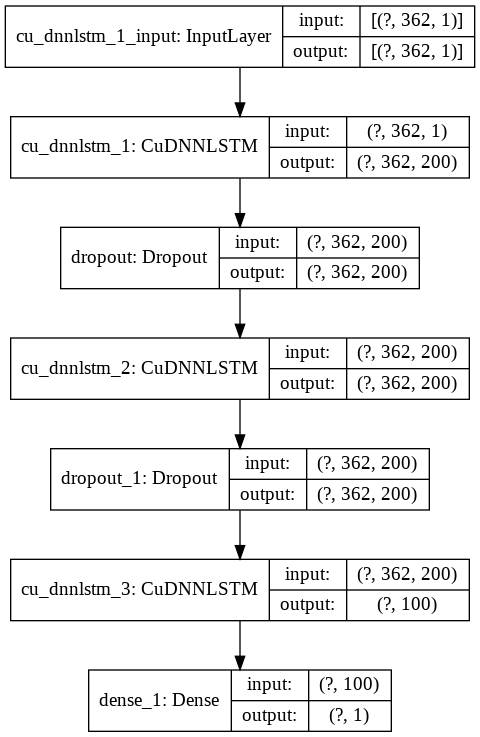 cu_dnnlstm_1_input: InputLayer
input: [(?, 362, 1)]
output: [(?, 362, 1)]
cu_dnnlstm_1: CuDNNLSTM
input: (?, 362, 1)
output: (?, 362, 200)
dropout: Dropout
input: (?, 362, 200)
output: (?, 362, 200)
cu_dnnlstm_2: CuDNNLSTM
input: (?, 362, 200)
output: (?, 362, 200)
dropout_1: Dropout
input: (?, 362, 200)
output: (?, 362, 200)
cu_dnnlstm_3: CuDNNLSTM
input: (?, 362, 200)
output: (?, 100)
dense_1: Dense
input: (?, 100)
output: (?, 1)